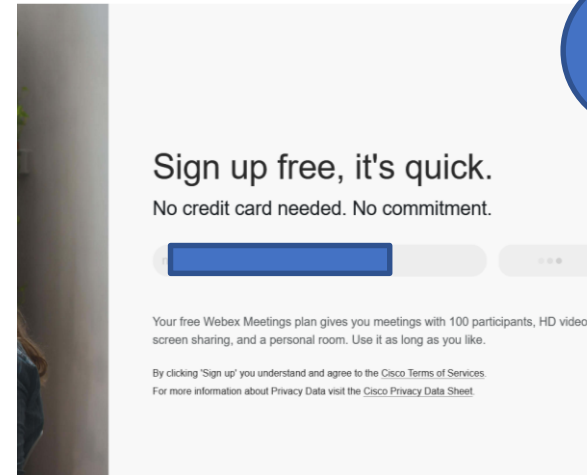 Sign up free, it's quick.
No credit card needed. No commitment.
Your free Webex Meetings plan gives you meetings with 100 participants, HD video
screen sharing, and a personal room. Use it as long as you like.
By clicking 'Sign up' you understand and agree to the Cisco Terms of Services.
For more information about Privacy Data visit the Cisco Privacy Data Sheet.